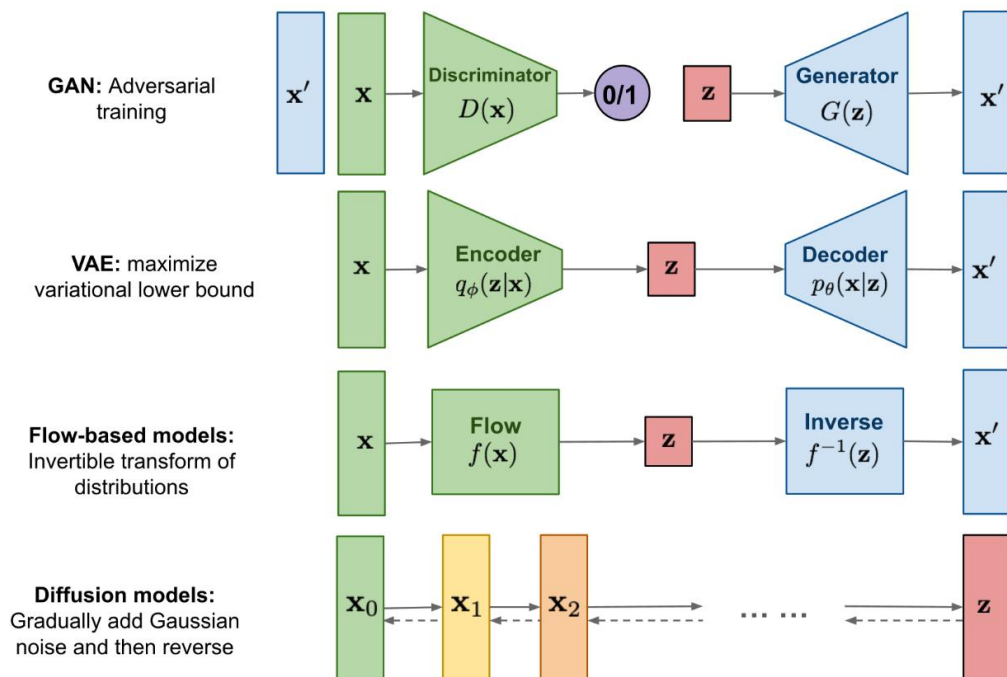 GAN: Adversarial
training
x′
x
Discriminator
D(x)
0/1
z
Generator
G(z)
x′
VAE: maximize
variational lower bound
x
Encoder
qϕ(z|x)
z
Decoder
pθ(x|z)
x′
Flow-based models:
Invertible transform of
distributions
x
Flow
f(x)
z
Inverse
f⁻¹(z)
x′
Diffusion models:
Gradually add Gaussian
noise and then reverse
x₀
x₁
x₂
... ...
z